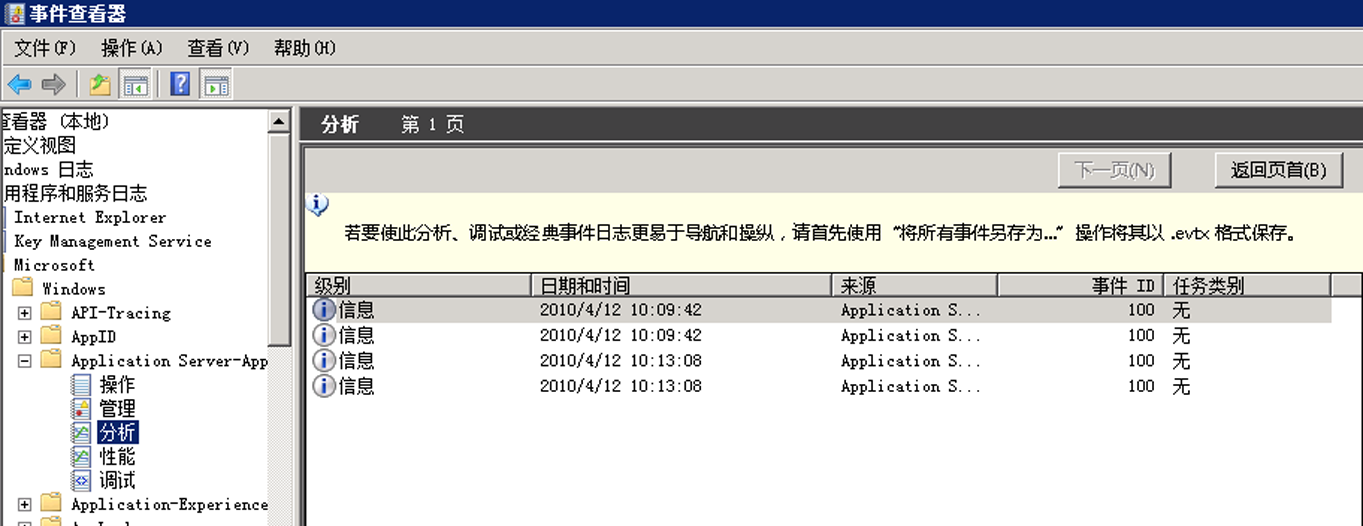 事件查看器
文件(F) 操作(A) 查看(V) 帮助(H)
查看器 (本地)
定义视图
ndows 日志
用程序和服务日志
Internet Explorer
Key Management Service
Microsoft
Windows
API-Tracing
AppID
Application Server-App
操作
管理
分析
性能
调试
Application-Experience
分析 第 1 页
下一页(N) 返回页首(B)
若要使此分析、调试或经典事件日志更易于导航和操纵，请首先使用 “将所有事件另存为...” 操作将其以 .evtx 格式保存。
级别 日期和时间 来源 事件 ID 任务类别
信息 2010/4/12 10:09:42 Application S... 100 无
信息 2010/4/12 10:09:42 Application S... 100 无
信息 2010/4/12 10:13:08 Application S... 100 无
信息 2010/4/12 10:13:08 Application S... 100 无